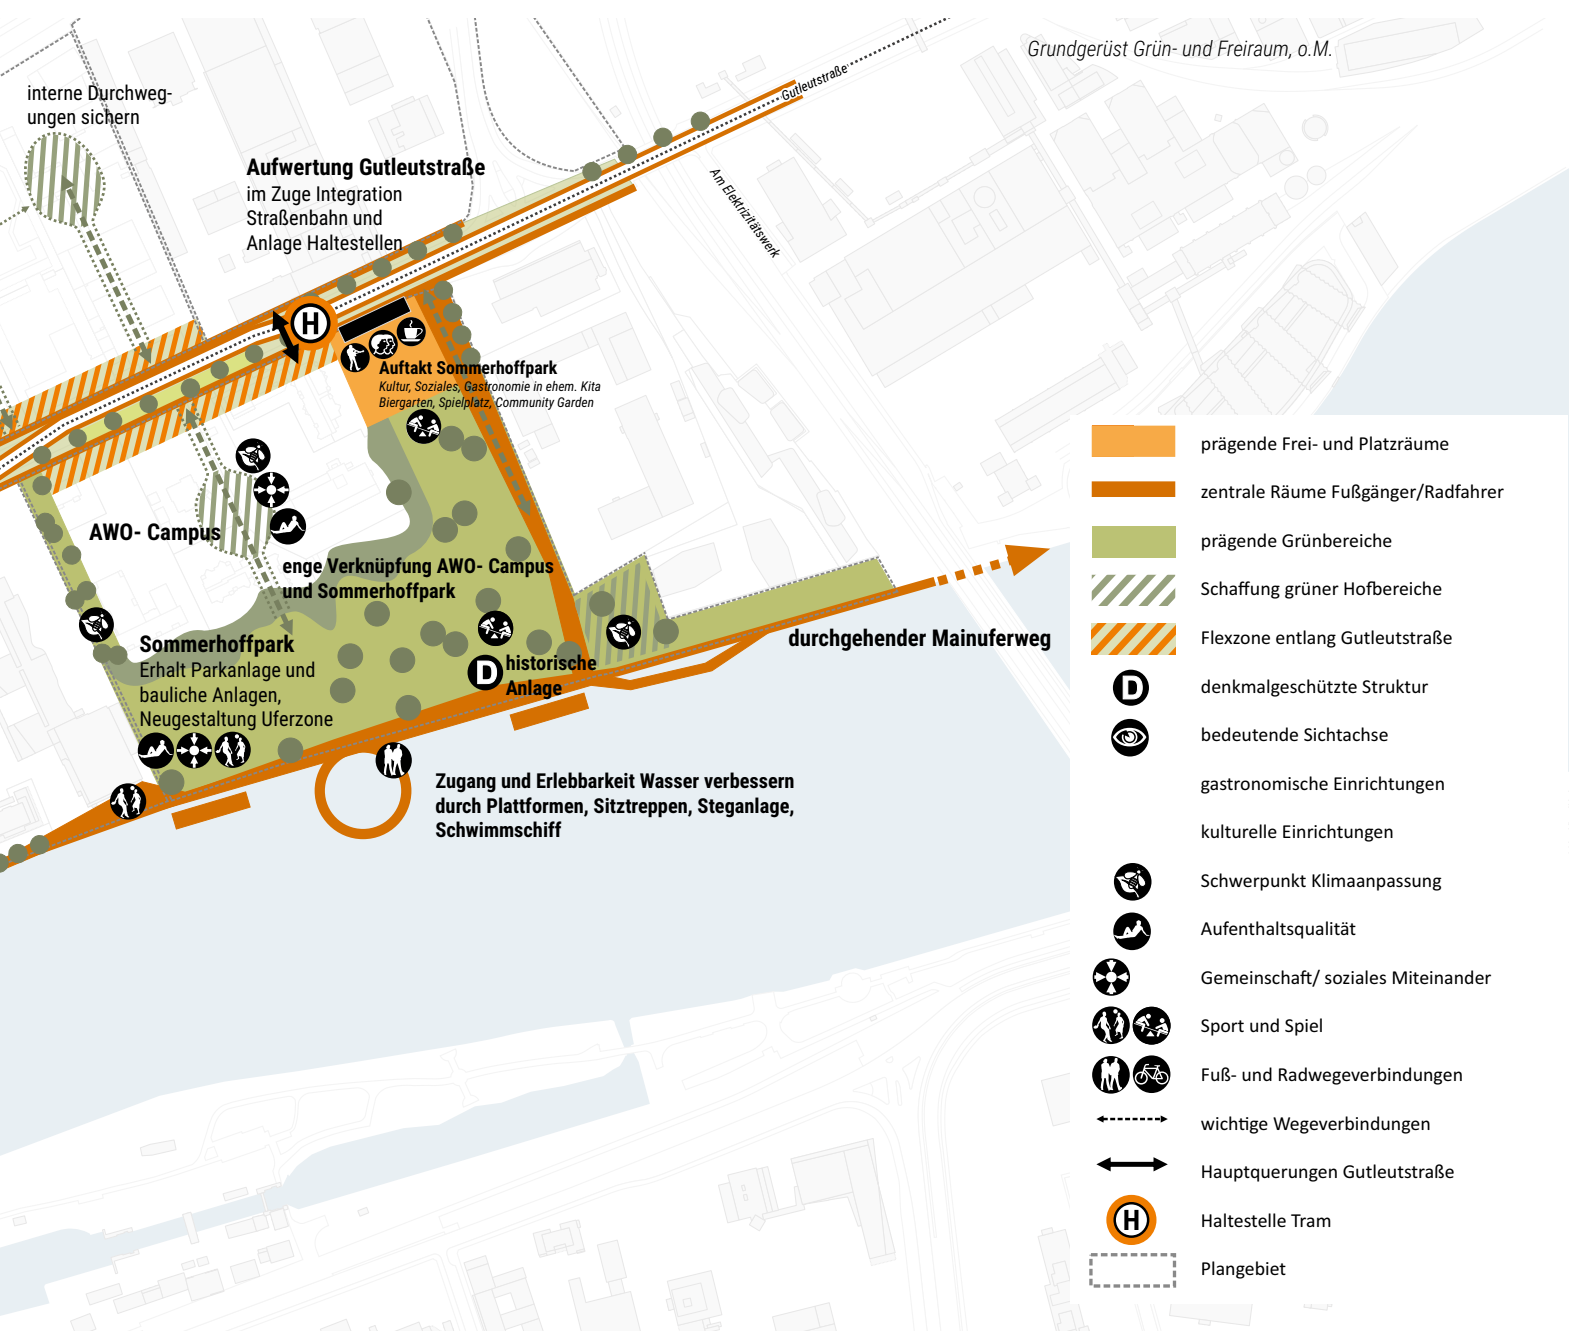 Grundgerüst Grün- und Freiraum, o.M.
Gutleutstraße
interne Durchweg-
ungen sichern
Aufwertung Gutleutstraße
im Zuge Integration
Straßenbahn und
Anlage Haltestellen
Am Elektrizitätswerk
H
Auftakt Sommerhoffpark
Kultur, Soziales, Gastronomie in ehem. Kita
Biergarten, Spielplatz, Community Garden
AWO- Campus
enge Verknüpfung AWO- Campus
und Sommerhoffpark
Sommerhoffpark
Erhalt Parkanlage und
bauliche Anlagen,
Neugestaltung Uferzone
D
historische
Anlage
durchgehender Mainuferweg
Zugang und Erlebbarkeit Wasser verbessern
durch Plattformen, Sitztreppen, Steganlage,
Schwimmschiff
prägende Frei- und Platzräume
zentrale Räume Fußgänger/Radfahrer
prägende Grünbereiche
Schaffung grüner Hofbereiche
Flexzone entlang Gutleutstraße
D denkmalgeschützte Struktur
bedeutende Sichtachse
gastronomische Einrichtungen
kulturelle Einrichtungen
Schwerpunkt Klimaanpassung
Aufenthaltsqualität
Gemeinschaft/ soziales Miteinander
Sport und Spiel
Fuß- und Radwegeverbindungen
wichtige Wegeverbindungen
Hauptquerungen Gutleutstraße
H Haltestelle Tram
Plangebiet